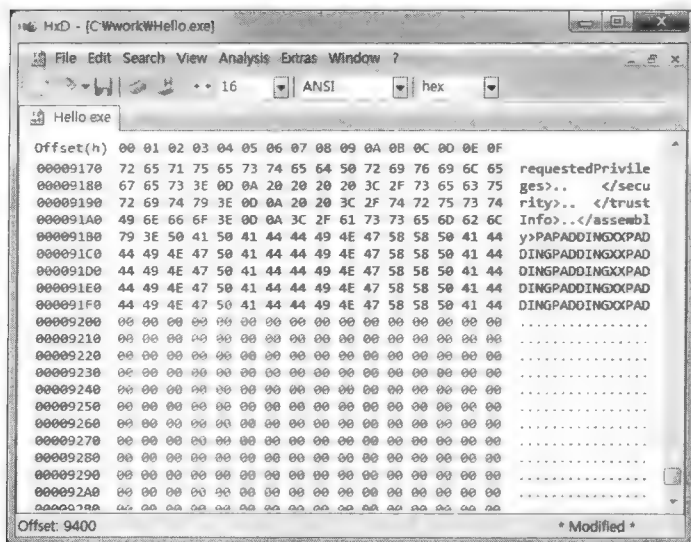 HxD - [C:₩work₩Hello.exe]
File Edit Search View Analysis Extras Window ?
16 ANSI hex
Hello exe
Offset(h) 00 01 02 03 04 05 06 07 08 09 0A 0B 0C 0D 0E 0F
00009170 72 65 71 75 65 73 74 65 64 50 72 69 76 69 6C 65 requestedPrivile
00009180 67 65 73 3E 0D 0A 20 20 20 20 3C 2F 73 65 63 75 ges>..    </secu
00009190 72 69 74 79 3E 0D 0A 20 20 3C 2F 74 72 75 73 74 rity>..  </trust
000091A0 49 6E 66 6F 3E 0D 0A 3C 2F 61 73 73 65 6D 62 6C Info>..</assembl
000091B0 79 3E 50 41 50 41 44 44 49 4E 47 58 58 50 41 44 y>PAPADDINGXXPAD
000091C0 44 49 4E 47 50 41 44 44 49 4E 47 58 58 50 41 44 DINGPADDINGXXPAD
000091D0 44 49 4E 47 50 41 44 44 49 4E 47 58 58 50 41 44 DINGPADDINGXXPAD
000091E0 44 49 4E 47 50 41 44 44 49 4E 47 58 58 50 41 44 DINGPADDINGXXPAD
000091F0 44 49 4E 47 50 41 44 44 49 4E 47 58 58 50 41 44 DINGPADDINGXXPAD
00009200 00 00 00 00 00 00 00 00 00 00 00 00 00 00 00 00 ................
00009210 00 00 00 00 00 00 00 00 00 00 00 00 00 00 00 00 ................
00009220 00 00 00 00 00 00 00 00 00 00 00 00 00 00 00 00 ................
00009230 00 00 00 00 00 00 00 00 00 00 00 00 00 00 00 00 ................
00009240 00 00 00 00 00 00 00 00 00 00 00 00 00 00 00 00 ................
00009250 00 00 00 00 00 00 00 00 00 00 00 00 00 00 00 00 ................
00009260 00 00 00 00 00 00 00 00 00 00 00 00 00 00 00 00 ................
00009270 00 00 00 00 00 00 00 00 00 00 00 00 00 00 00 00 ................
00009280 00 00 00 00 00 00 00 00 00 00 00 00 00 00 00 00 ................
00009290 00 00 00 00 00 00 00 00 00 00 00 00 00 00 00 00 ................
000092A0 00 00 00 00 00 00 00 00 00 00 00 00 00 00 00 00 ................
000092B0 00 00 00 00 00 00 00 00 00 00 00 00 00 00 00 00
Offset: 9400 * Modified *